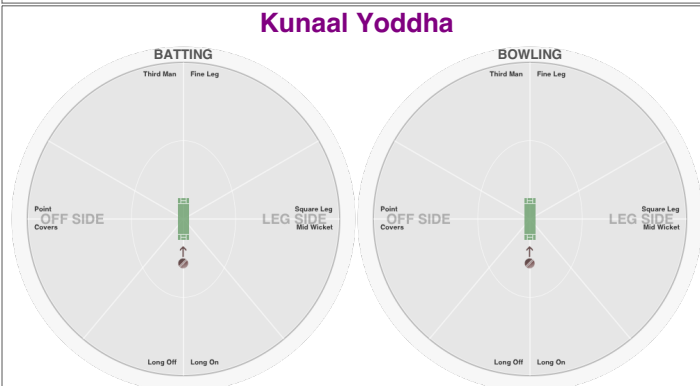 Kunaal Yoddha
BATTING
Third Man Fine Leg
Point
OFF SIDE
Covers
Square Leg
LEG SIDE
Mid Wicket
Long Off Long On
BOWLING
Third Man Fine Leg
Point
OFF SIDE
Covers
Square Leg
LEG SIDE
Mid Wicket
Long Off Long On